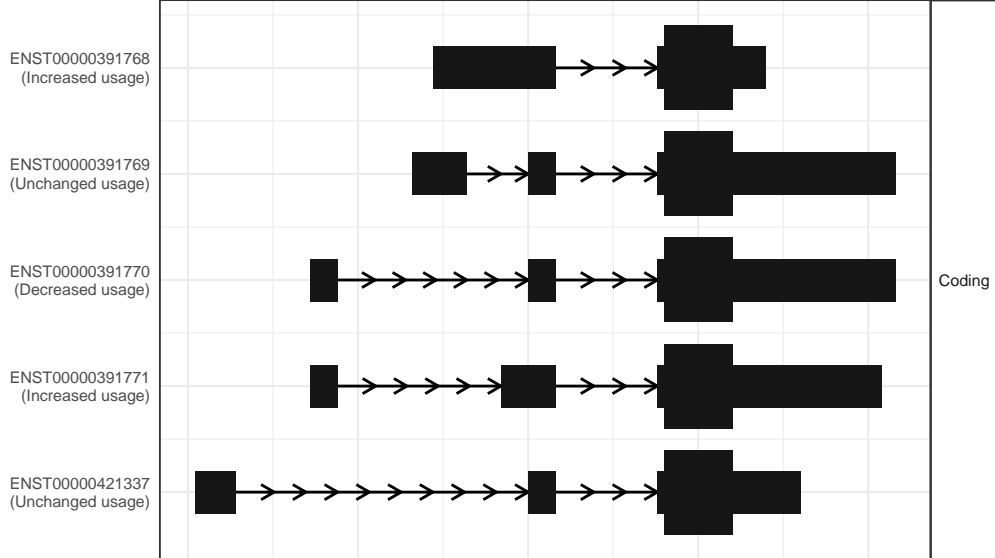 ENST00000391768
(Increased usage)
ENST00000391769
(Unchanged usage)
ENST00000391770
(Decreased usage)
Coding
ENST00000391771
(Increased usage)
ENST00000421337
(Unchanged usage)